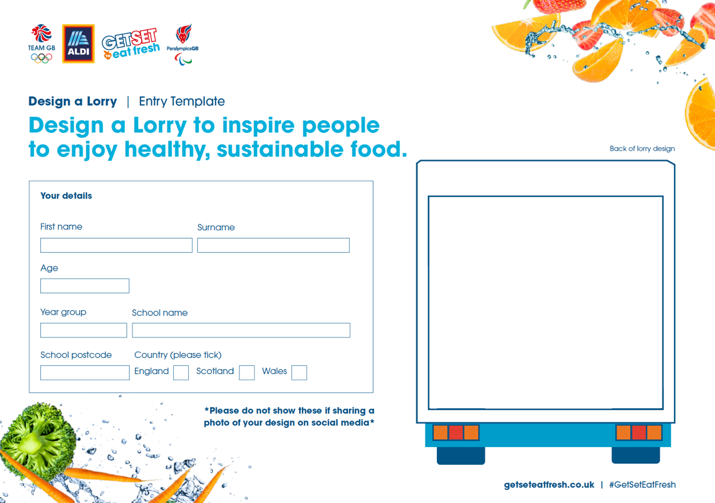 TEAM GB
ALDI
GET SET
to eat fresh
ParalympicsGB
Design a Lorry | Entry Template
Design a Lorry to inspire people
to enjoy healthy, sustainable food.
Back of lorry design
Your details
First name
Surname
Age
Year group
School name
School postcode
Country (please tick)
England
Scotland
Wales
*Please do not show these if sharing a
photo of your design on social media*
getseteatfresh.co.uk | #GetSetEatFresh